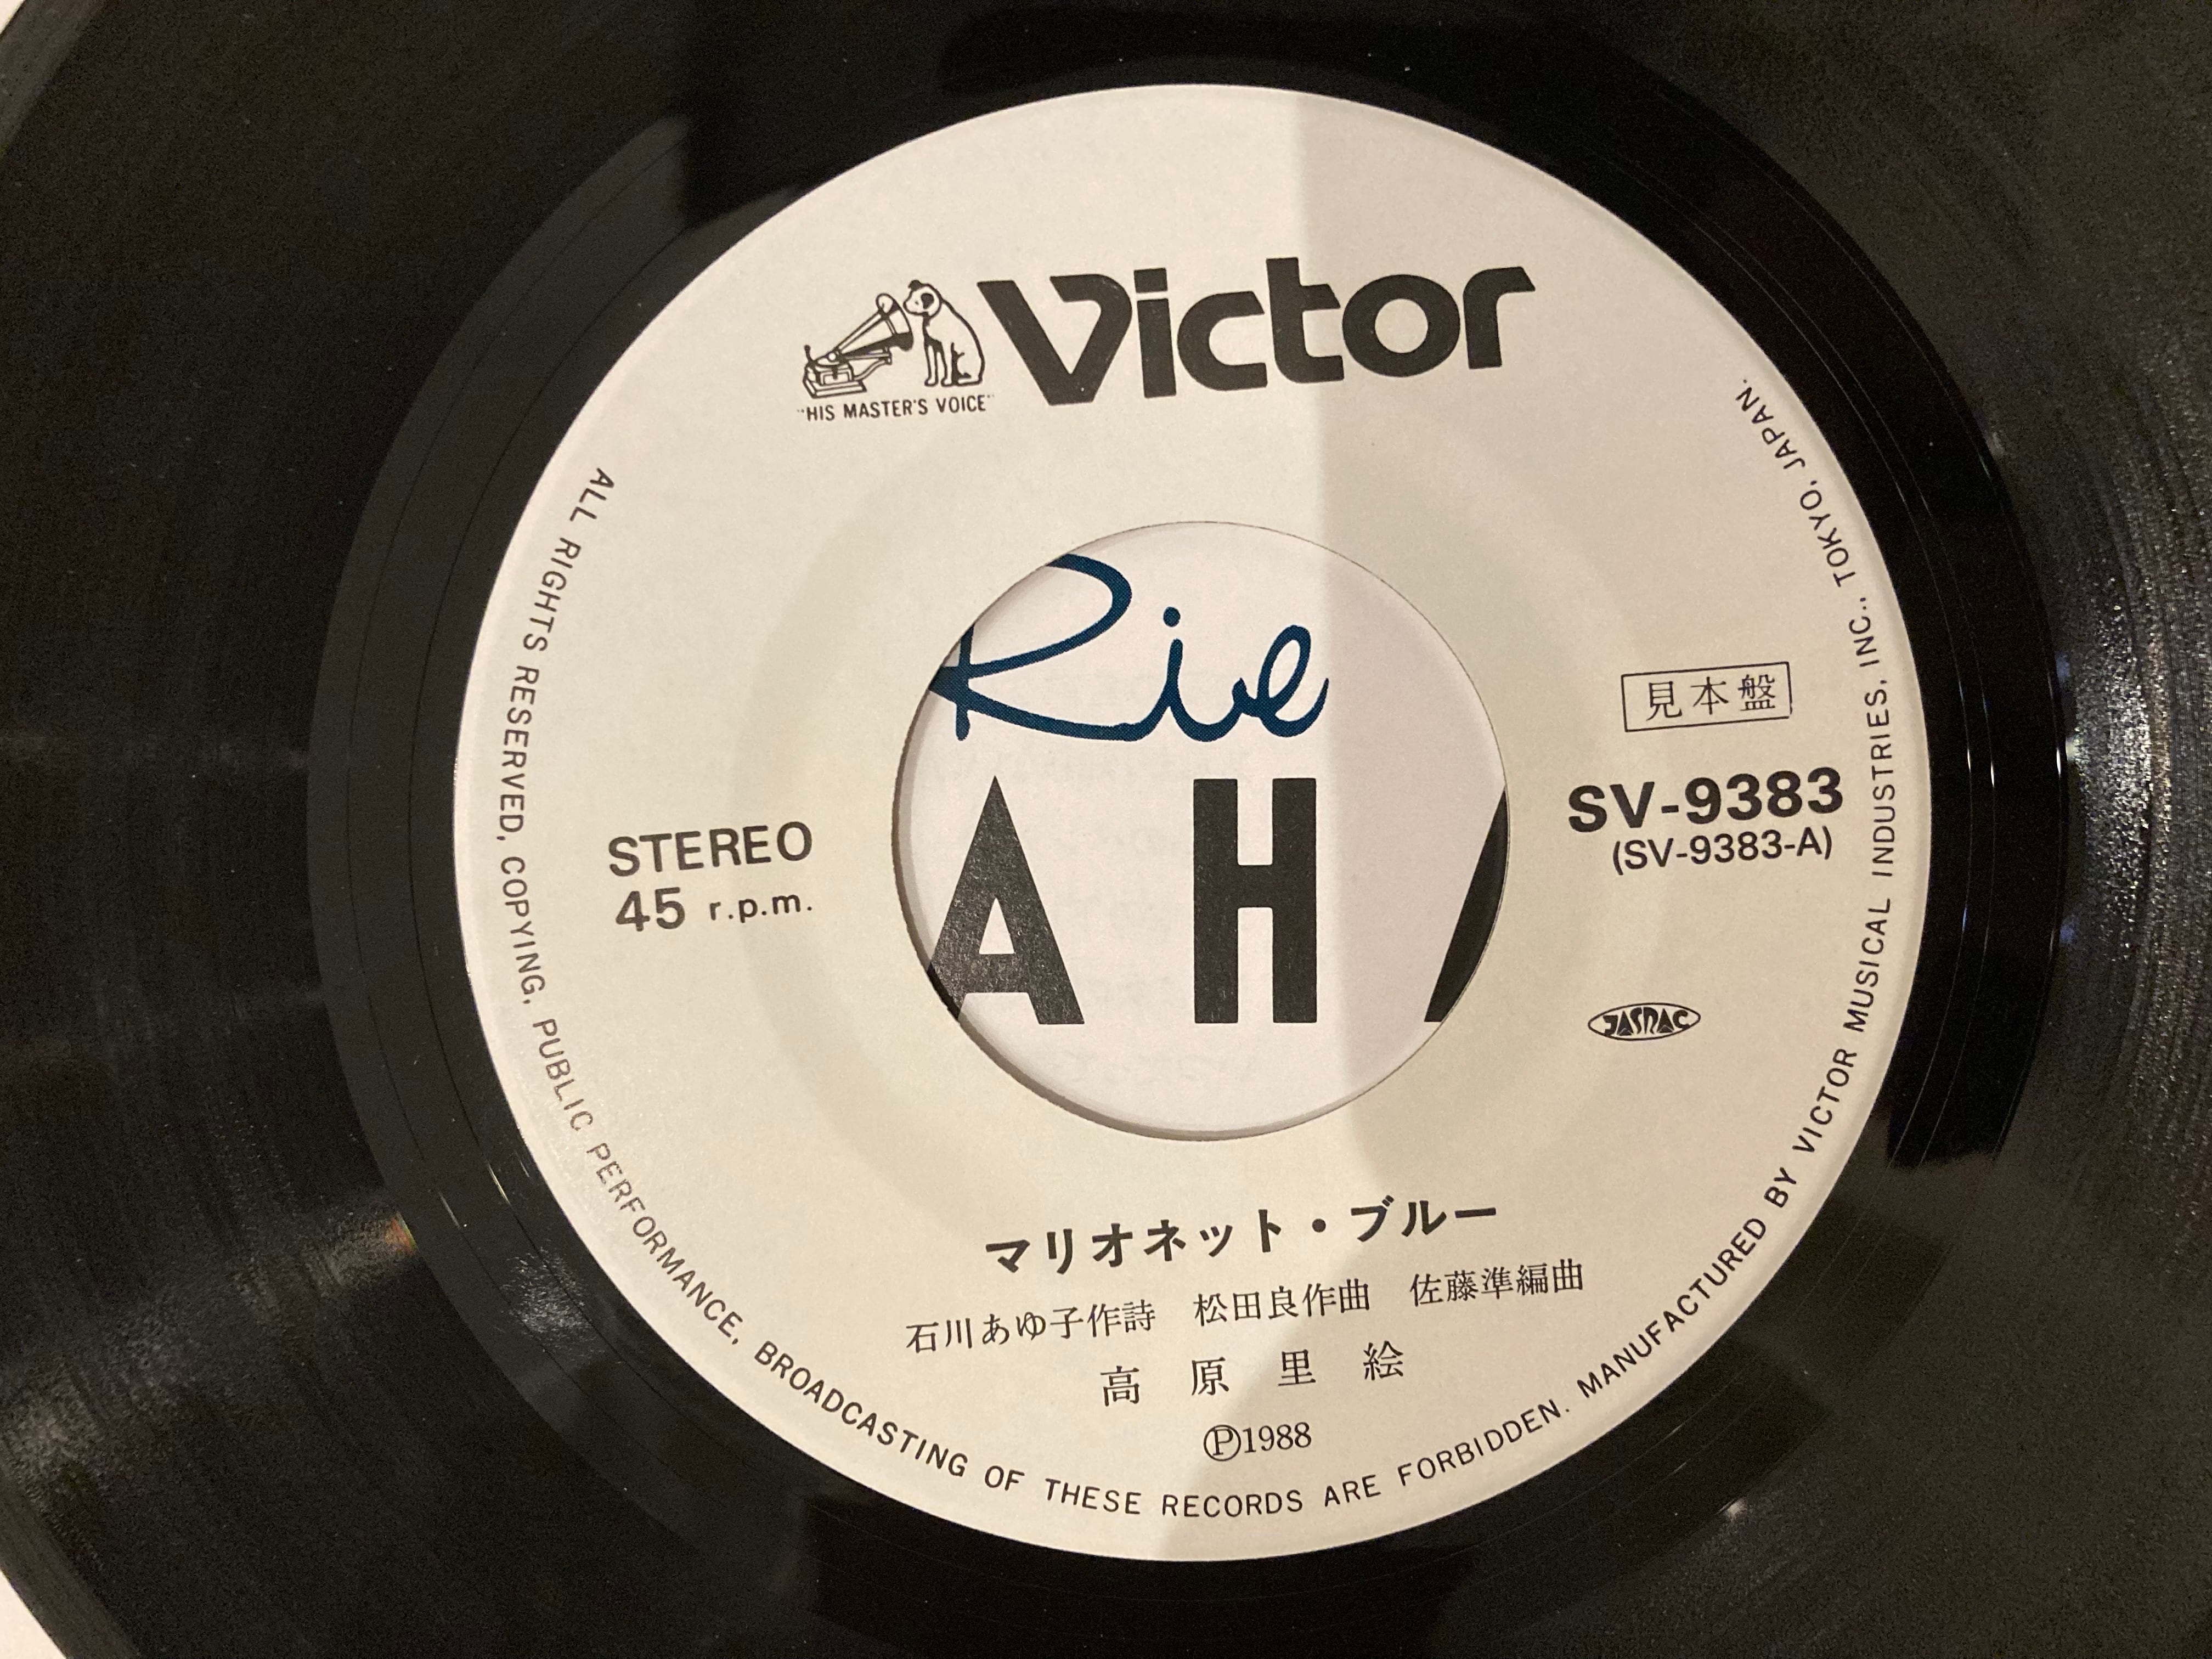 Victor
"HIS MASTER'S VOICE"
Rie
A H
見本盤
SV-9383
(SV-9383-A)
STEREO
45 r.p.m.
JASRAC
マリオネット・ブルー
石川あゆ子作詩 松田良作曲 佐藤準編曲
高原里絵
Ⓟ1988
ALL RIGHTS RESERVED, COPYING, PUBLIC PERFORMANCE, BROADCASTING OF THESE RECORDS ARE FORBIDDEN. MANUFACTURED BY VICTOR MUSICAL INDUSTRIES, INC., TOKYO, JAPAN.